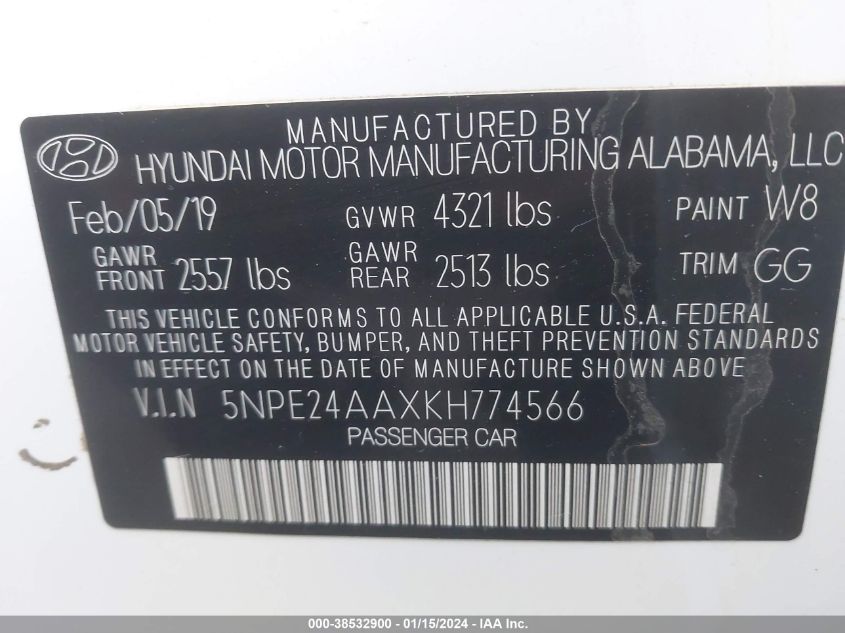 MANUFACTURED BY
HYUNDAI MOTOR MANUFACTURING ALABAMA, LLC
Feb/05/19 GVWR 4321 lbs PAINT W8
GAWR FRONT 2557 lbs GAWR REAR 2513 lbs TRIM GG
THIS VEHICLE CONFORMS TO ALL APPLICABLE U.S.A. FEDERAL
MOTOR VEHICLE SAFETY, BUMPER, AND THEFT PREVENTION STANDARDS
IN EFFECT ON THE DATE OF MANUFACTURE SHOWN ABOVE
V.I.N 5NPE24AAXKH774566
PASSENGER CAR
000-38532900 - 01/15/2024 - IAA Inc.